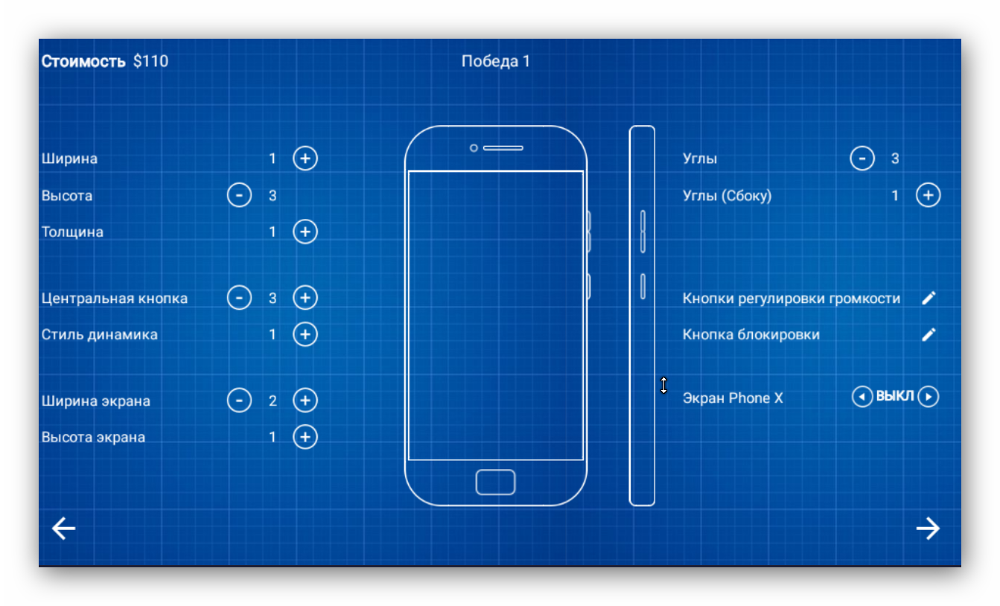 Стоимость $110
Победа 1
Ширина 1 +
Высота - 3
Толщина 1 +
Центральная кнопка - 3 +
Стиль динамика 1 +
Ширина экрана - 2 +
Высота экрана 1 +
Углы - 3
Углы (Сбоку) 1 +
Кнопки регулировки громкости
Кнопка блокировки
Экран Phone X ВЫКЛ